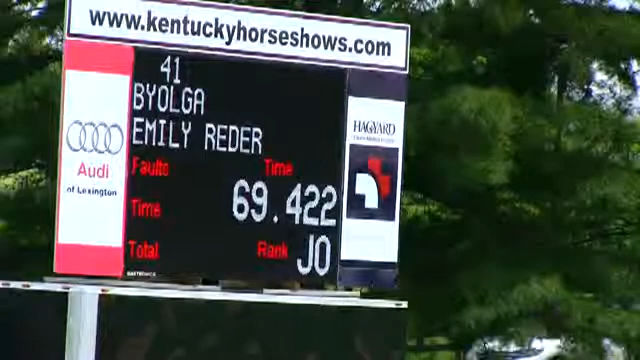 www.kentuckyhorseshows.com
41
BYOLGA
EMILY REDER
Faults Time
69.422
Time
Total Rank JO
Audi
of Lexington
HAGYARD